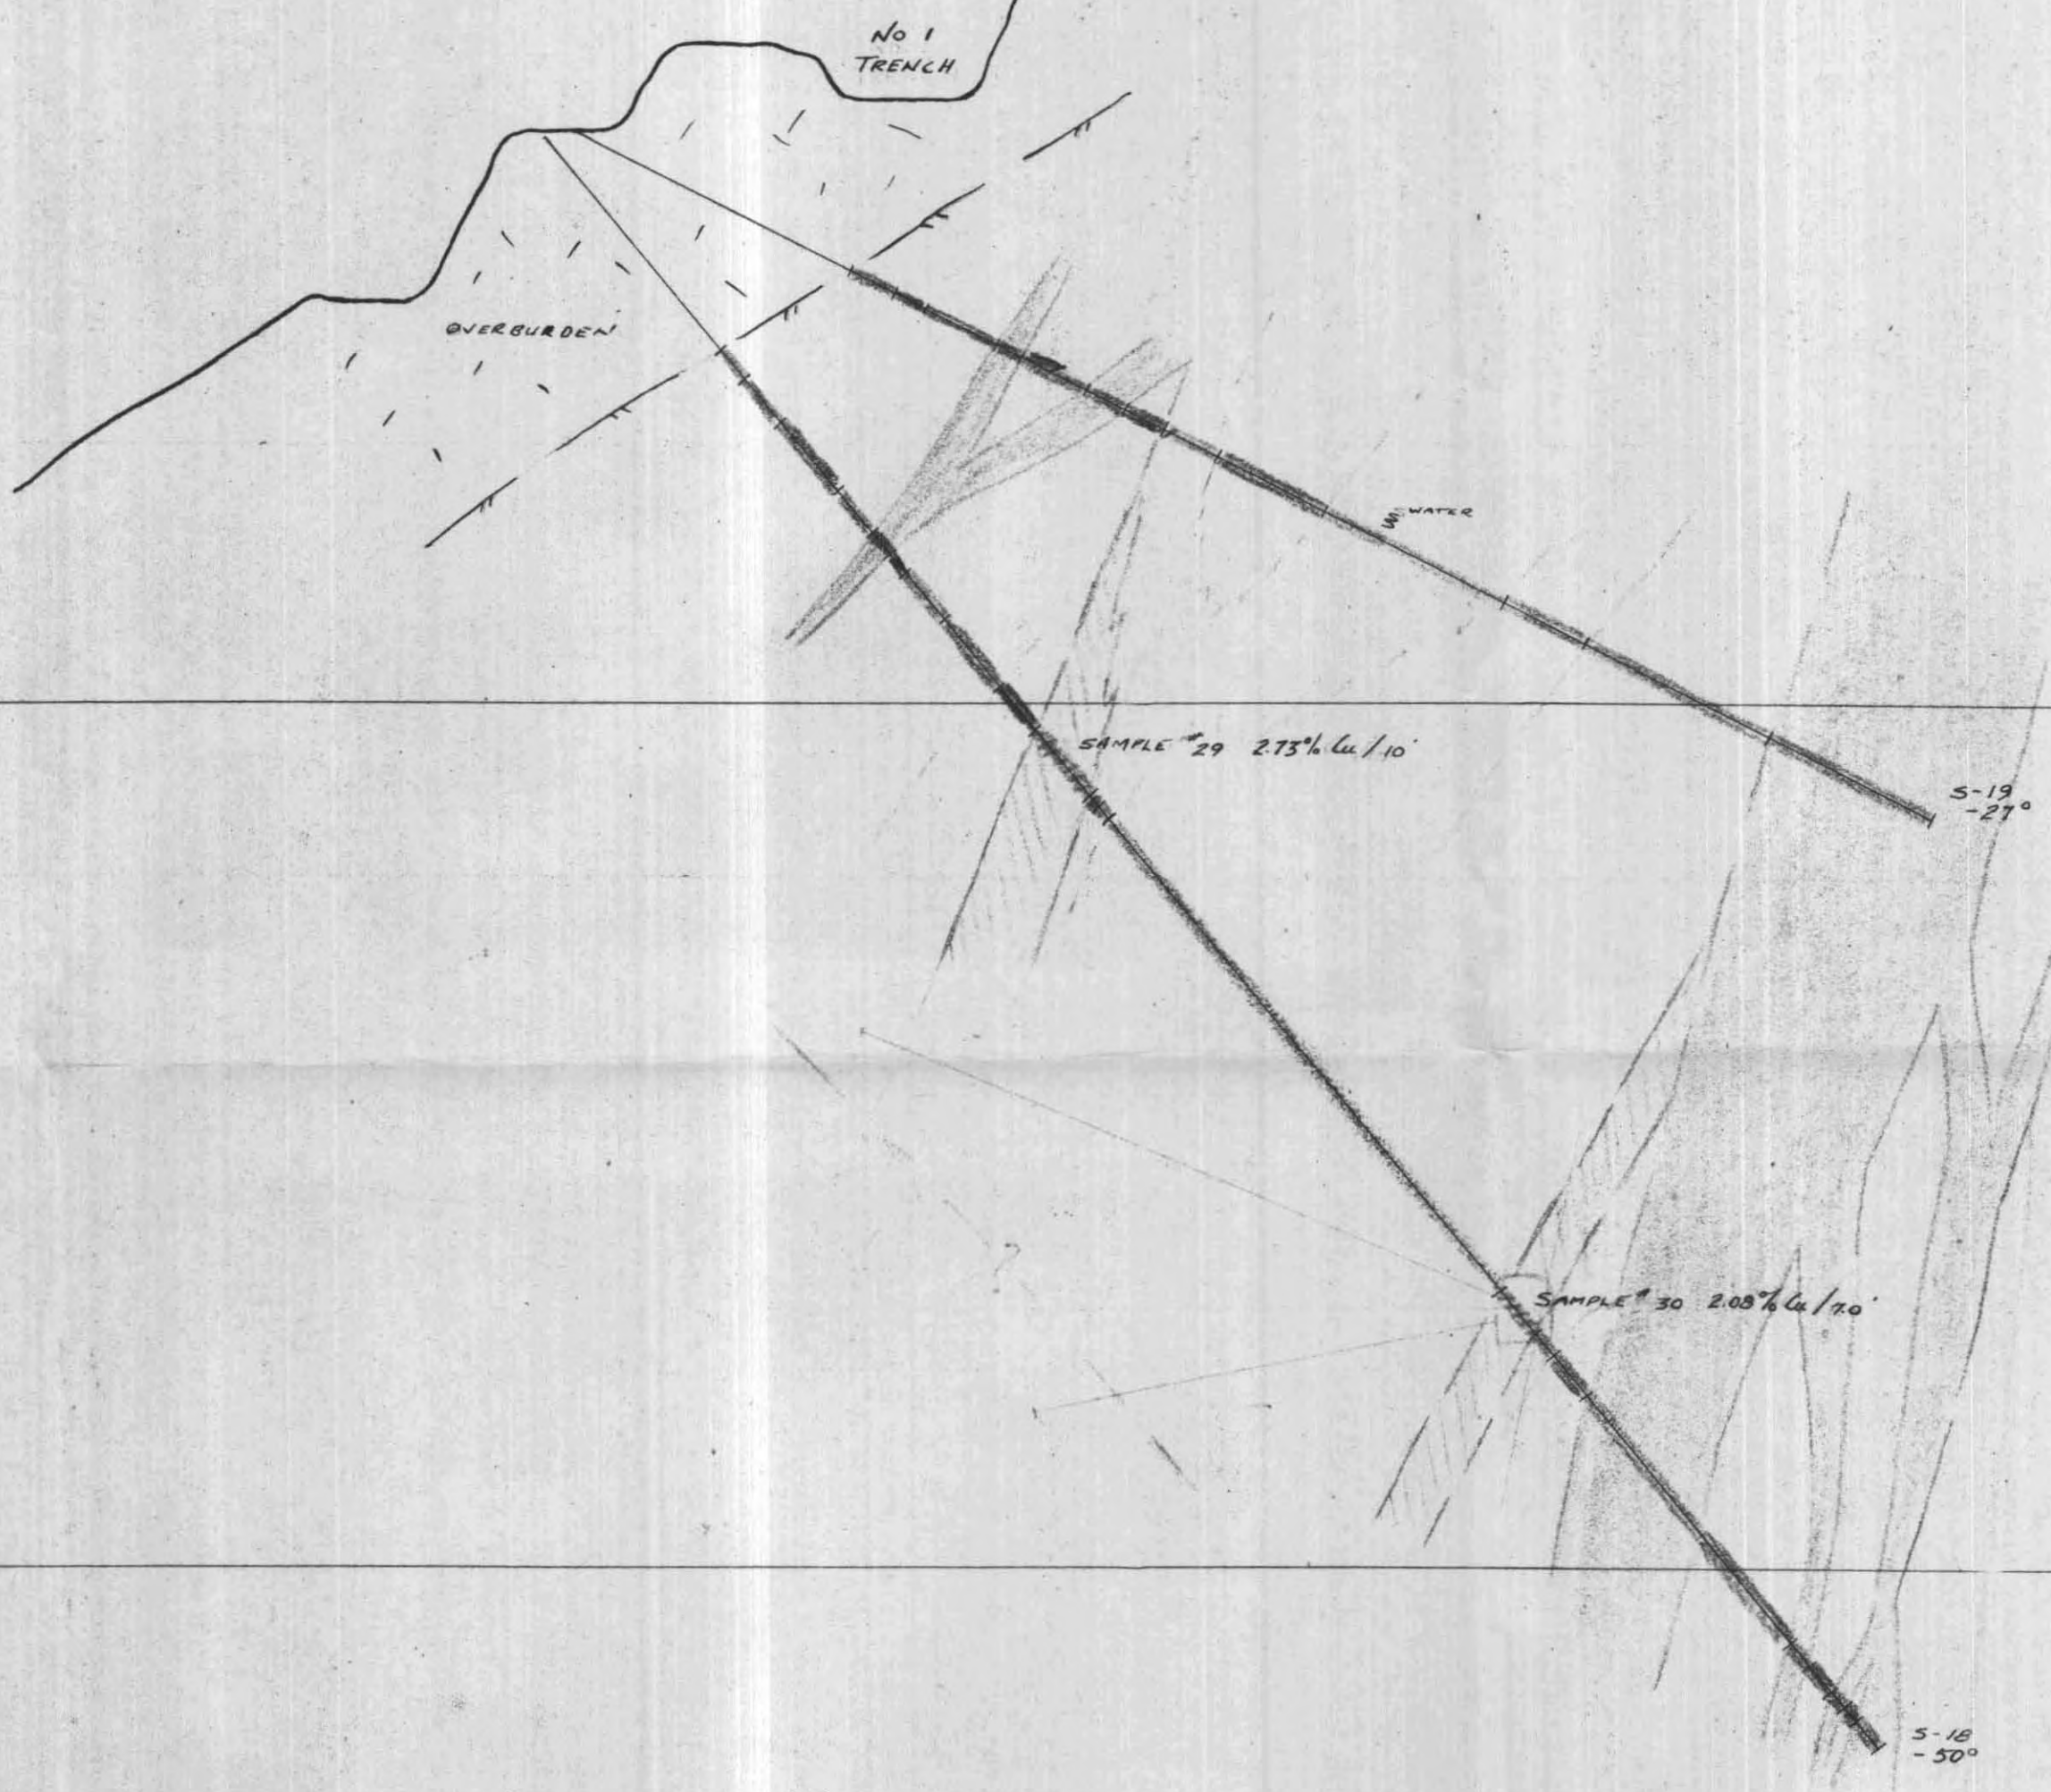 No 1
TRENCH
OVERBURDEN
WATER
SAMPLE #29 2.73% Cu / 10'
S-19
-27°
?
SAMPLE # 30 2.08% Cu / 7.0'
S-18
-50°